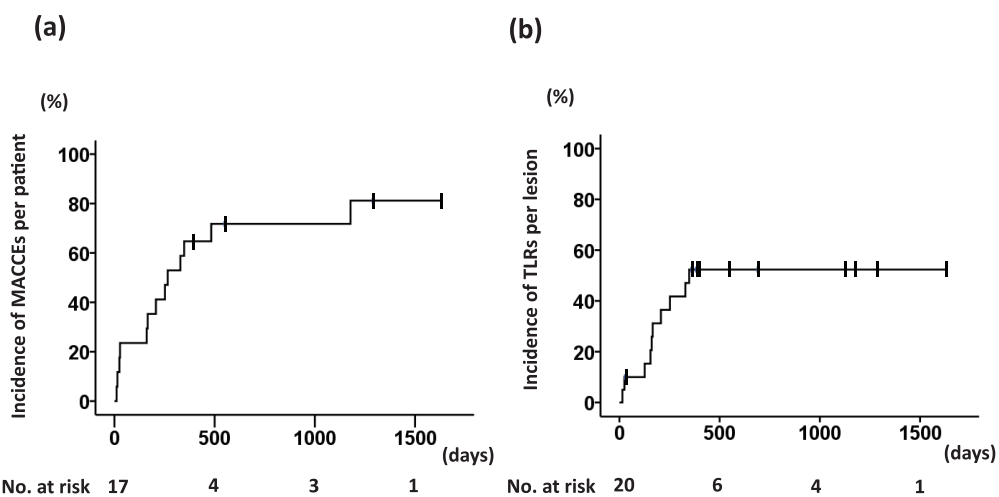 (a)
(%)
Incidence of MACCEs per patient
100
80
60
40
20
0
0 500 1000 1500
(days)
No. at risk 17 4 3 1
(b)
(%)
Incidence of TLRs per lesion
100
80
60
40
20
0
0 500 1000 1500
(days)
No. at risk 20 6 4 1